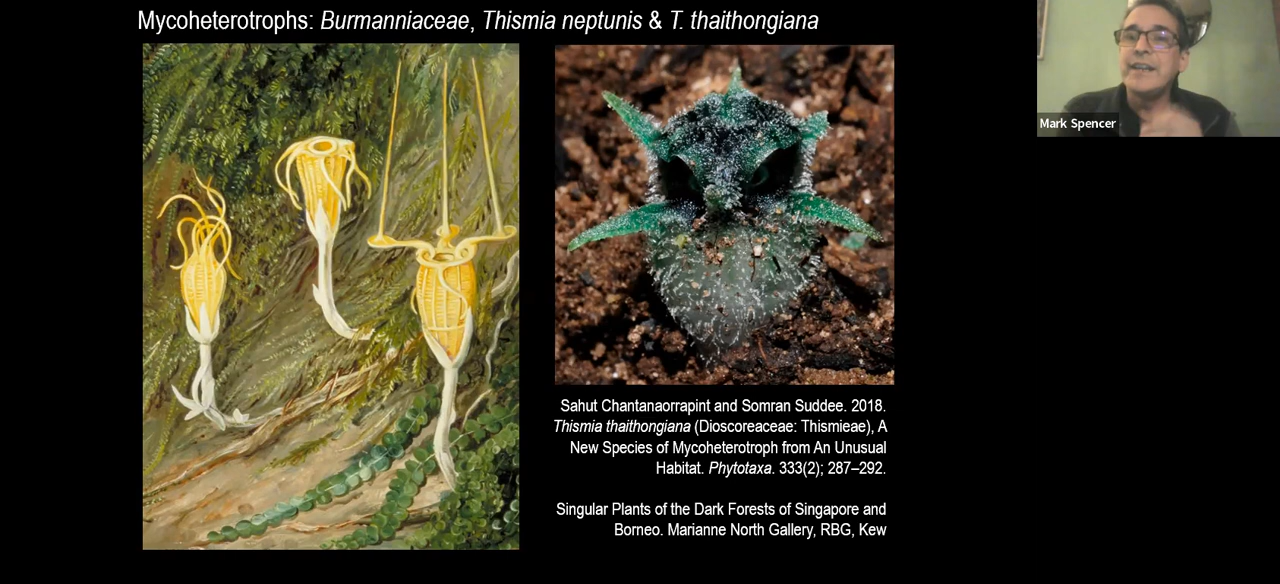 Mycoheterotrophs: Burmanniaceae, Thismia neptunis & T. thaithongiana
Mark Spencer
Sahut Chantanaorrapint and Somran Suddee. 2018.
Thismia thaithongiana (Dioscoreaceae: Thismieae), A
New Species of Mycoheterotroph from An Unusual
Habitat. Phytotaxa. 333(2); 287–292.
Singular Plants of the Dark Forests of Singapore and
Borneo. Marianne North Gallery, RBG, Kew